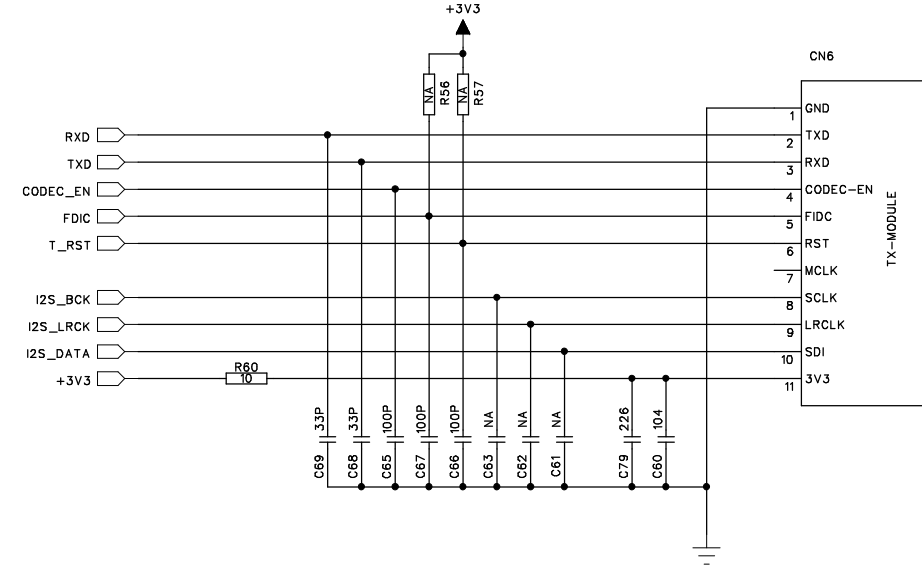 +3V3
CN6
R56
NA
R57
NA
GND
1
RXD
TXD
2
TXD
RXD
3
CODEC_EN
CODEC-EN
4
FDIC
FIDC
5
T_RST
RST
6
MCLK
7
I2S_BCK
SCLK
8
I2S_LRCK
LRCLK
9
I2S_DATA
SDI
10
+3V3
R60
10
3V3
11
TX-MODULE
33P
33P
100P
100P
100P
NA
NA
NA
226
104
C69
C68
C65
C67
C66
C63
C62
C61
C79
C60